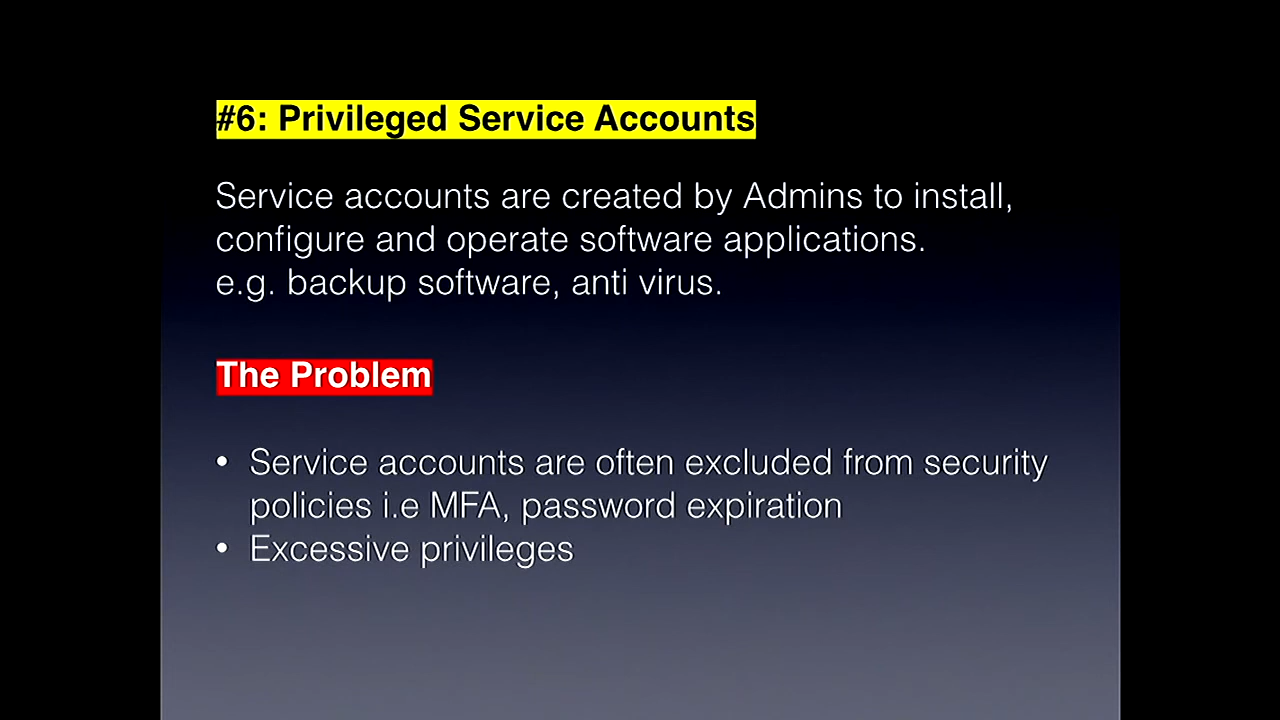 #6: Privileged Service Accounts
Service accounts are created by Admins to install,
configure and operate software applications.
e.g. backup software, anti virus.
The Problem
• Service accounts are often excluded from security
policies i.e MFA, password expiration
• Excessive privileges